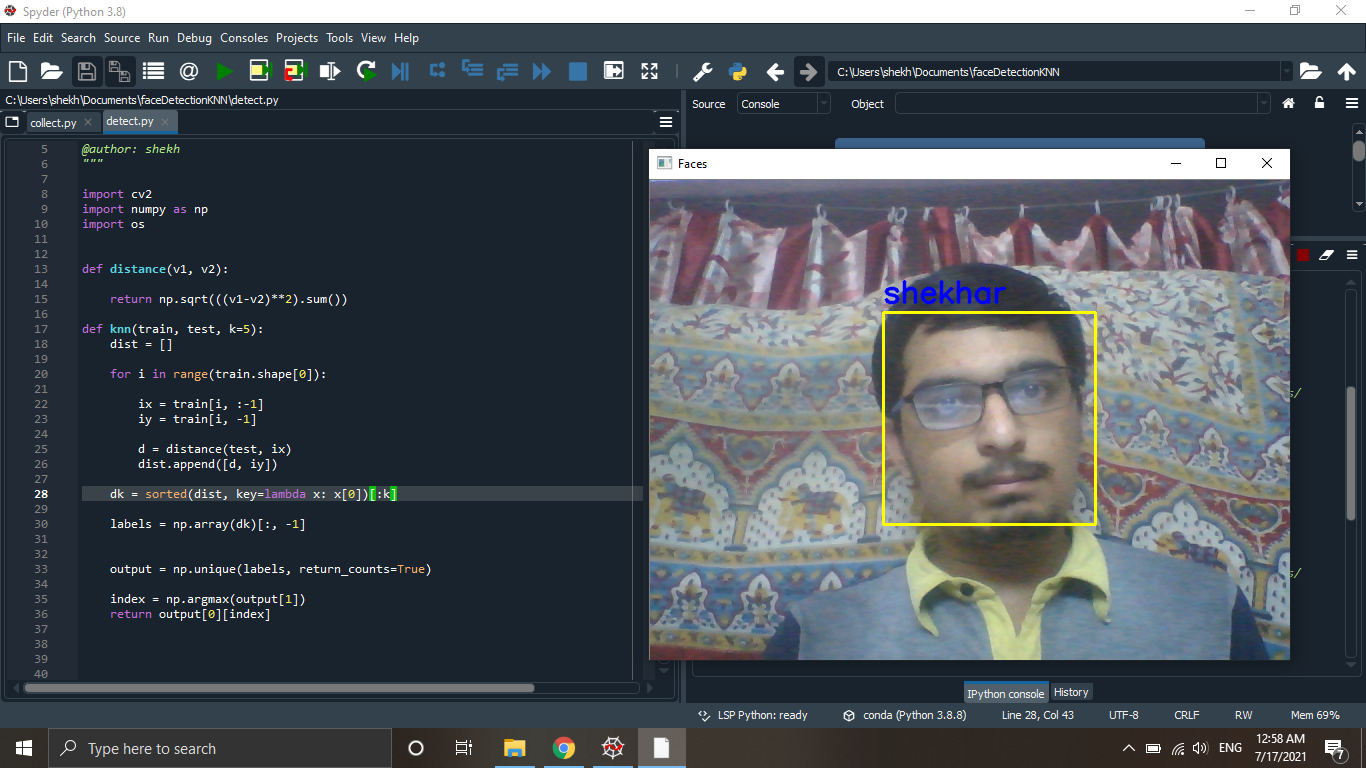 Spyder (Python 3.8)
File Edit Search Source Run Debug Consoles Projects Tools View Help
C:\Users\shekh\Documents\faceDetectionKNN
C:\Users\shekh\Documents\faceDetectionKNN\detect.py
Source Console Object
collect.py detect.py
5 @author: shekh
6 """
7
8 import cv2
9 import numpy as np
10 import os
11
12
13 def distance(v1, v2):
14
15 return np.sqrt(((v1-v2)**2).sum())
16
17 def knn(train, test, k=5):
18 dist = []
19
20 for i in range(train.shape[0]):
21
22 ix = train[i, :-1]
23 iy = train[i, -1]
24
25 d = distance(test, ix)
26 dist.append([d, iy])
27
28 dk = sorted(dist, key=lambda x: x[0])[:k]
29
30 labels = np.array(dk)[:, -1]
31
32
33 output = np.unique(labels, return_counts=True)
34
35 index = np.argmax(output[1])
36 return output[0][index]
37
38
39
40
Faces
shekhar
s/
s/
IPython console History
LSP Python: ready conda (Python 3.8.8) Line 28, Col 43 UTF-8 CRLF RW Mem 69%
Type here to search
ENG
12:58 AM
7/17/2021
7